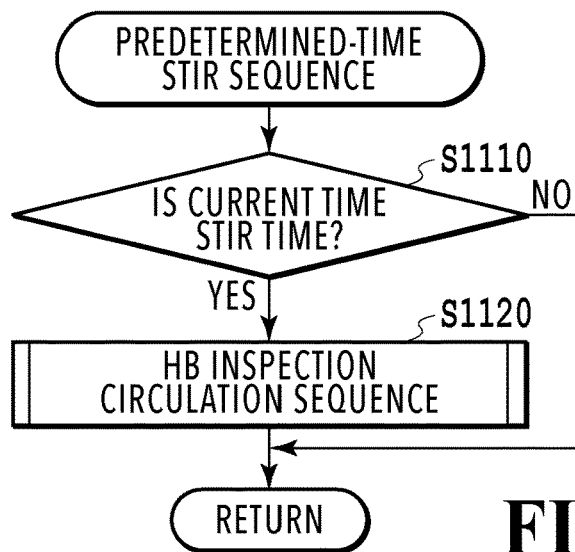 PREDETERMINED-TIME
STIR SEQUENCE
S1110
IS CURRENT TIME
STIR TIME?
NO
YES
S1120
HB INSPECTION
CIRCULATION SEQUENCE
RETURN